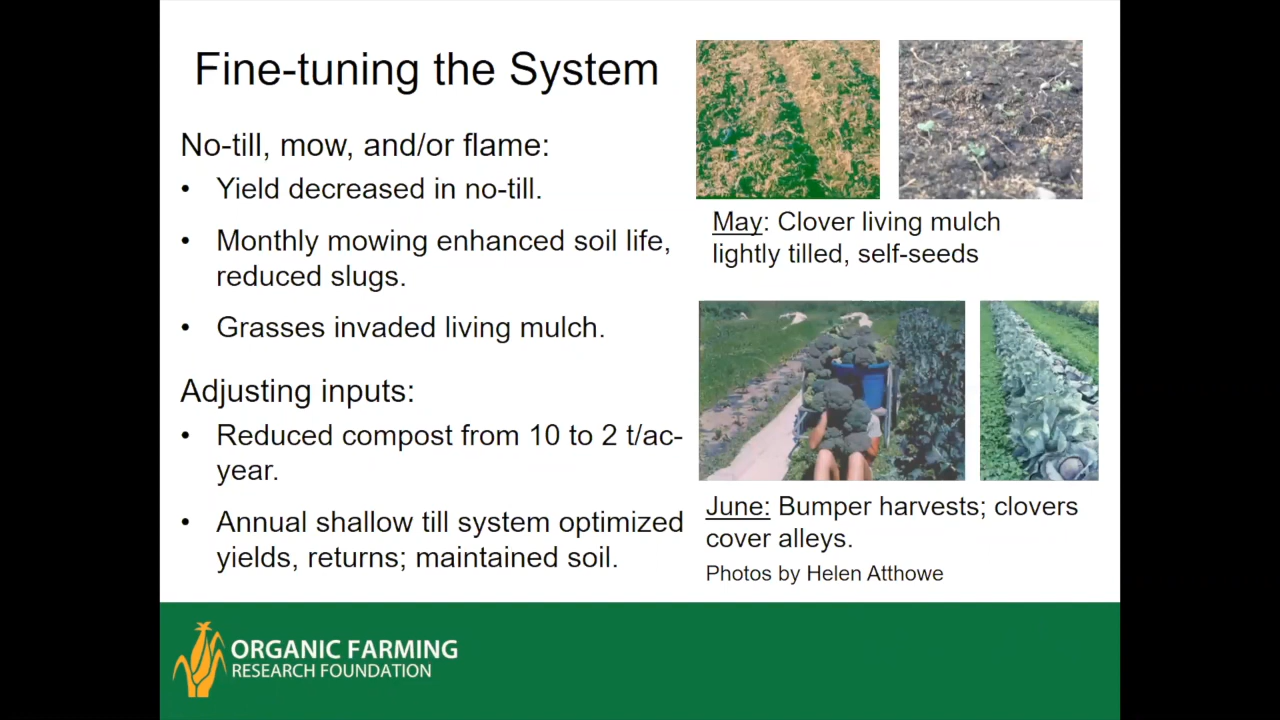 Fine-tuning the System
No-till, mow, and/or flame:
• Yield decreased in no-till.
• Monthly mowing enhanced soil life,
reduced slugs.
• Grasses invaded living mulch.
Adjusting inputs:
• Reduced compost from 10 to 2 t/ac-
year.
• Annual shallow till system optimized
yields, returns; maintained soil.
May: Clover living mulch
lightly tilled, self-seeds
June: Bumper harvests; clovers
cover alleys.
Photos by Helen Atthowe
ORGANIC FARMING
RESEARCH FOUNDATION